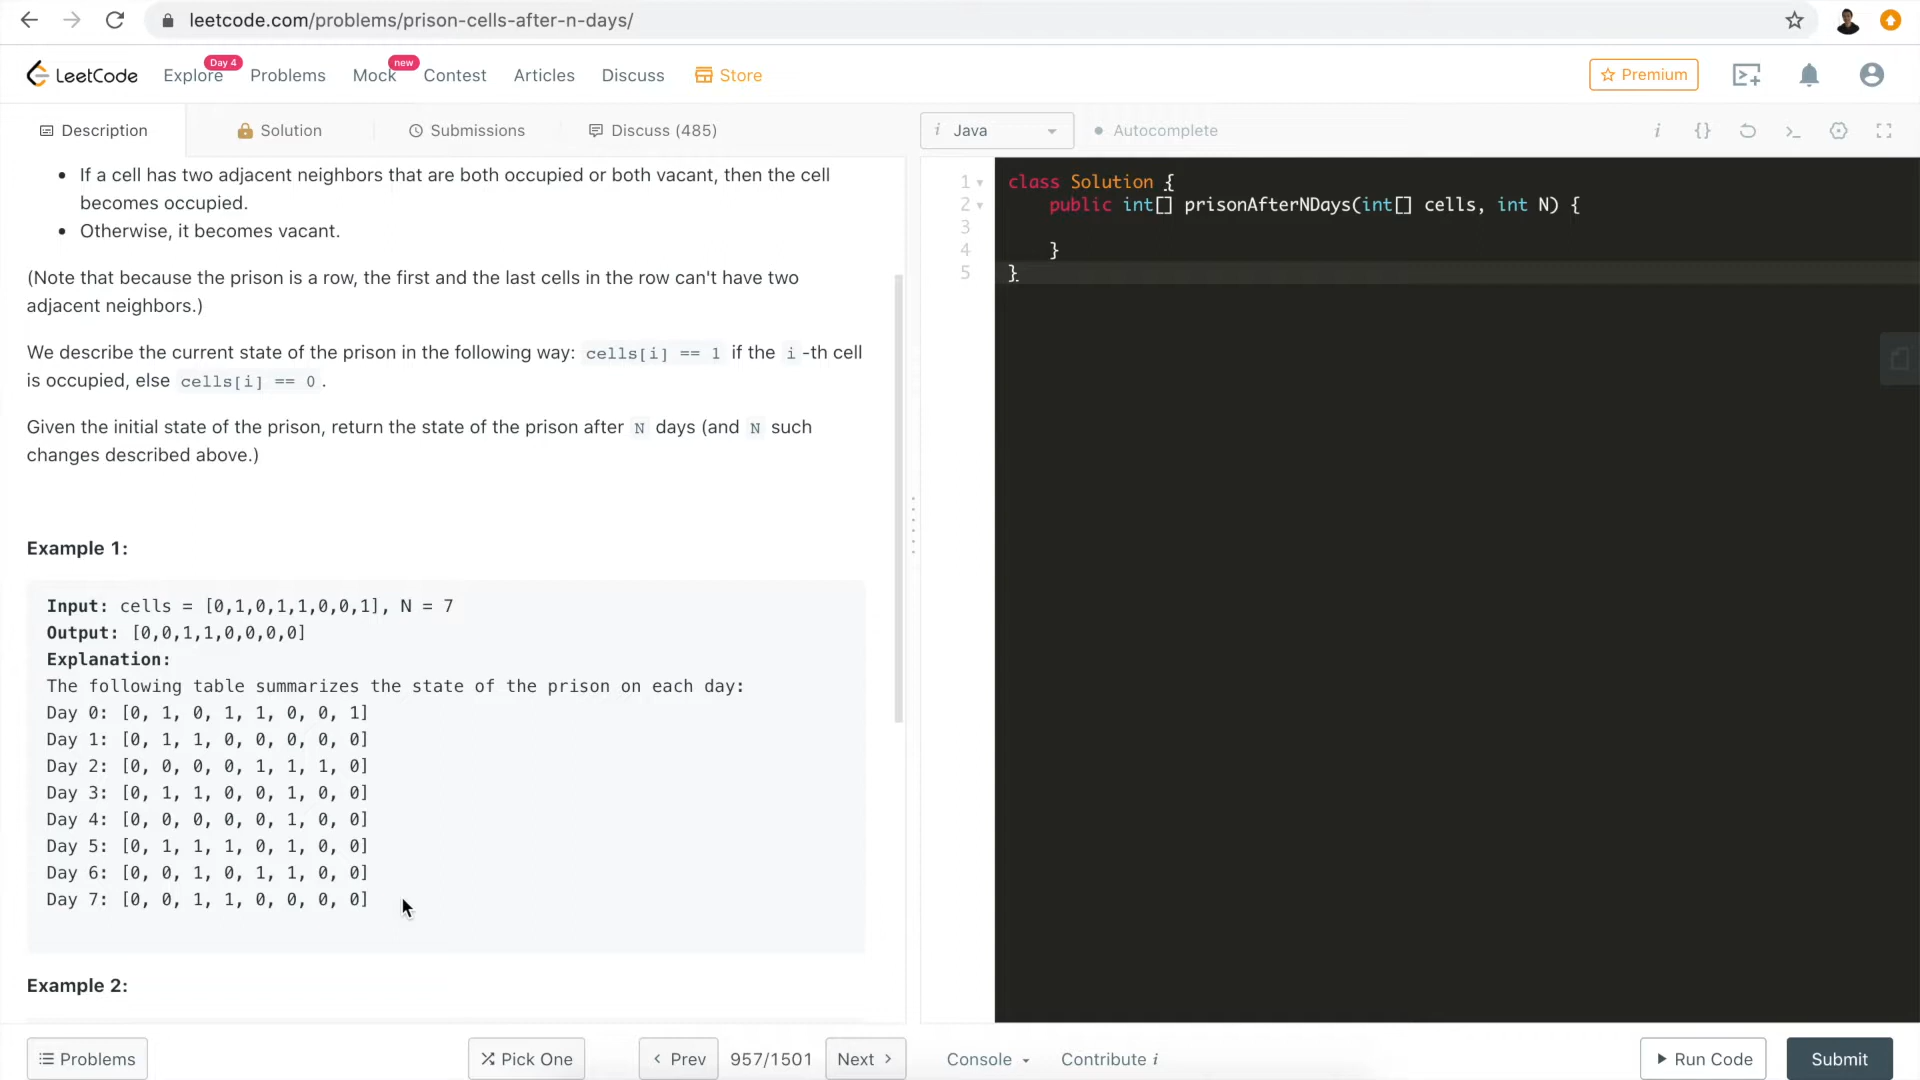 leetcode.com/problems/prison-cells-after-n-days/
LeetCode
Explore
Day 4
Problems
Mock
new
Contest
Articles
Discuss
Store
Premium
Description
Solution
Submissions
Discuss (485)
i Java
Autocomplete
• If a cell has two adjacent neighbors that are both occupied or both vacant, then the cell
becomes occupied.
• Otherwise, it becomes vacant.
(Note that because the prison is a row, the first and the last cells in the row can't have two
adjacent neighbors.)
We describe the current state of the prison in the following way: cells[i] == 1 if the i -th cell
is occupied, else cells[i] == 0 .
Given the initial state of the prison, return the state of the prison after N days (and N such
changes described above.)
Example 1:
Input: cells = [0,1,0,1,1,0,0,1], N = 7
Output: [0,0,1,1,0,0,0,0]
Explanation:
The following table summarizes the state of the prison on each day:
Day 0: [0, 1, 0, 1, 1, 0, 0, 1]
Day 1: [0, 1, 1, 0, 0, 0, 0, 0]
Day 2: [0, 0, 0, 0, 1, 1, 1, 0]
Day 3: [0, 1, 1, 0, 0, 1, 0, 0]
Day 4: [0, 0, 0, 0, 0, 1, 0, 0]
Day 5: [0, 1, 1, 1, 0, 1, 0, 0]
Day 6: [0, 0, 1, 0, 1, 1, 0, 0]
Day 7: [0, 0, 1, 1, 0, 0, 0, 0]
Example 2:
1 class Solution {
2 public int[] prisonAfterNDays(int[] cells, int N) {
3
4 }
5 }
Problems
Pick One
Prev
957/1501
Next
Console
Contribute i
Run Code
Submit